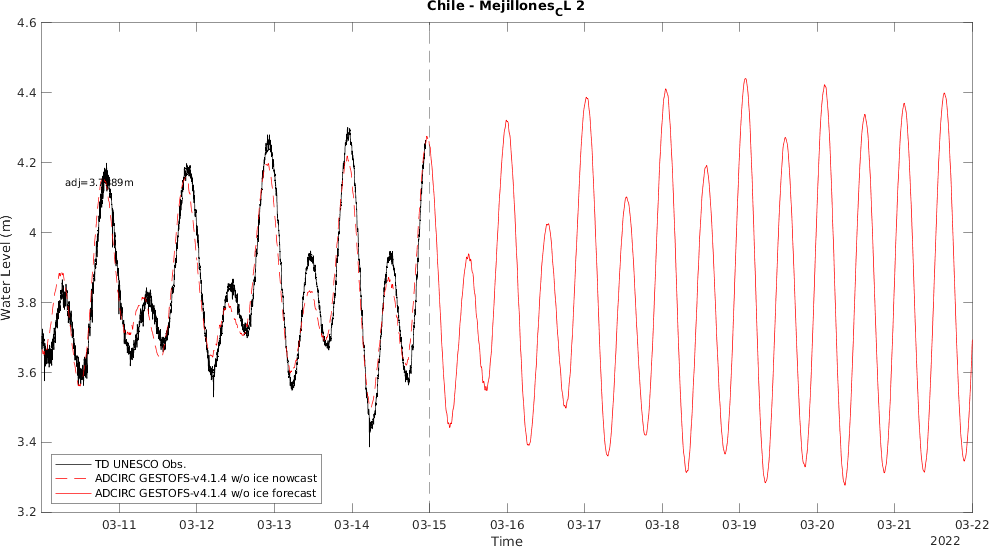 Chile - Mejillones_CL 2
Water Level (m)
4.6
4.4
4.2
4
3.8
3.6
3.4
3.2
TD UNESCO Obs.
ADCIRC GESTOFS-v4.1.4 w/o ice nowcast
ADCIRC GESTOFS-v4.1.4 w/o ice forecast
03-11 03-12 03-13 03-14 03-15 03-16 03-17 03-18 03-19 03-20 03-21 03-22
Time
2022